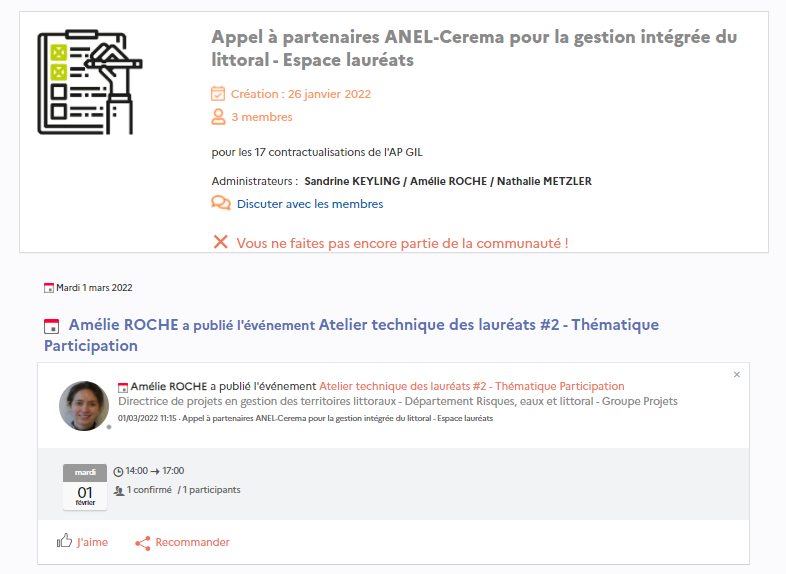 Appel à partenaires ANEL-Cerema pour la gestion intégrée du
littoral - Espace lauréats
Création : 26 janvier 2022
3 membres
pour les 17 contractualisations de l'AP GIL
Administrateurs : Sandrine KEYLING / Amélie ROCHE / Nathalie METZLER
Discuter avec les membres
Vous ne faites pas encore partie de la communauté !
Mardi 1 mars 2022
Amélie ROCHE a publié l'événement Atelier technique des lauréats #2 - Thématique
Participation
×
Amélie ROCHE a publié l'événement Atelier technique des lauréats #2 - Thématique Participation
Directrice de projets en gestion des territoires littoraux - Département Risques, eaux et littoral - Groupe Projets
01/03/2022 11:15 - Appel à partenaires ANEL-Cerema pour la gestion intégrée du littoral - Espace lauréats
mardi
01
février
14:00 → 17:00
1 confirmé / 1 participants
J'aime
Recommander